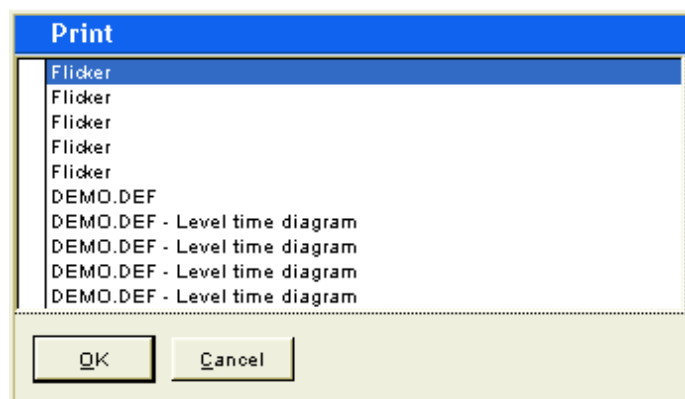 Print
Flicker
Flicker
Flicker
Flicker
Flicker
DEMO.DEF
DEMO.DEF - Level time diagram
DEMO.DEF - Level time diagram
DEMO.DEF - Level time diagram
DEMO.DEF - Level time diagram
OK Cancel